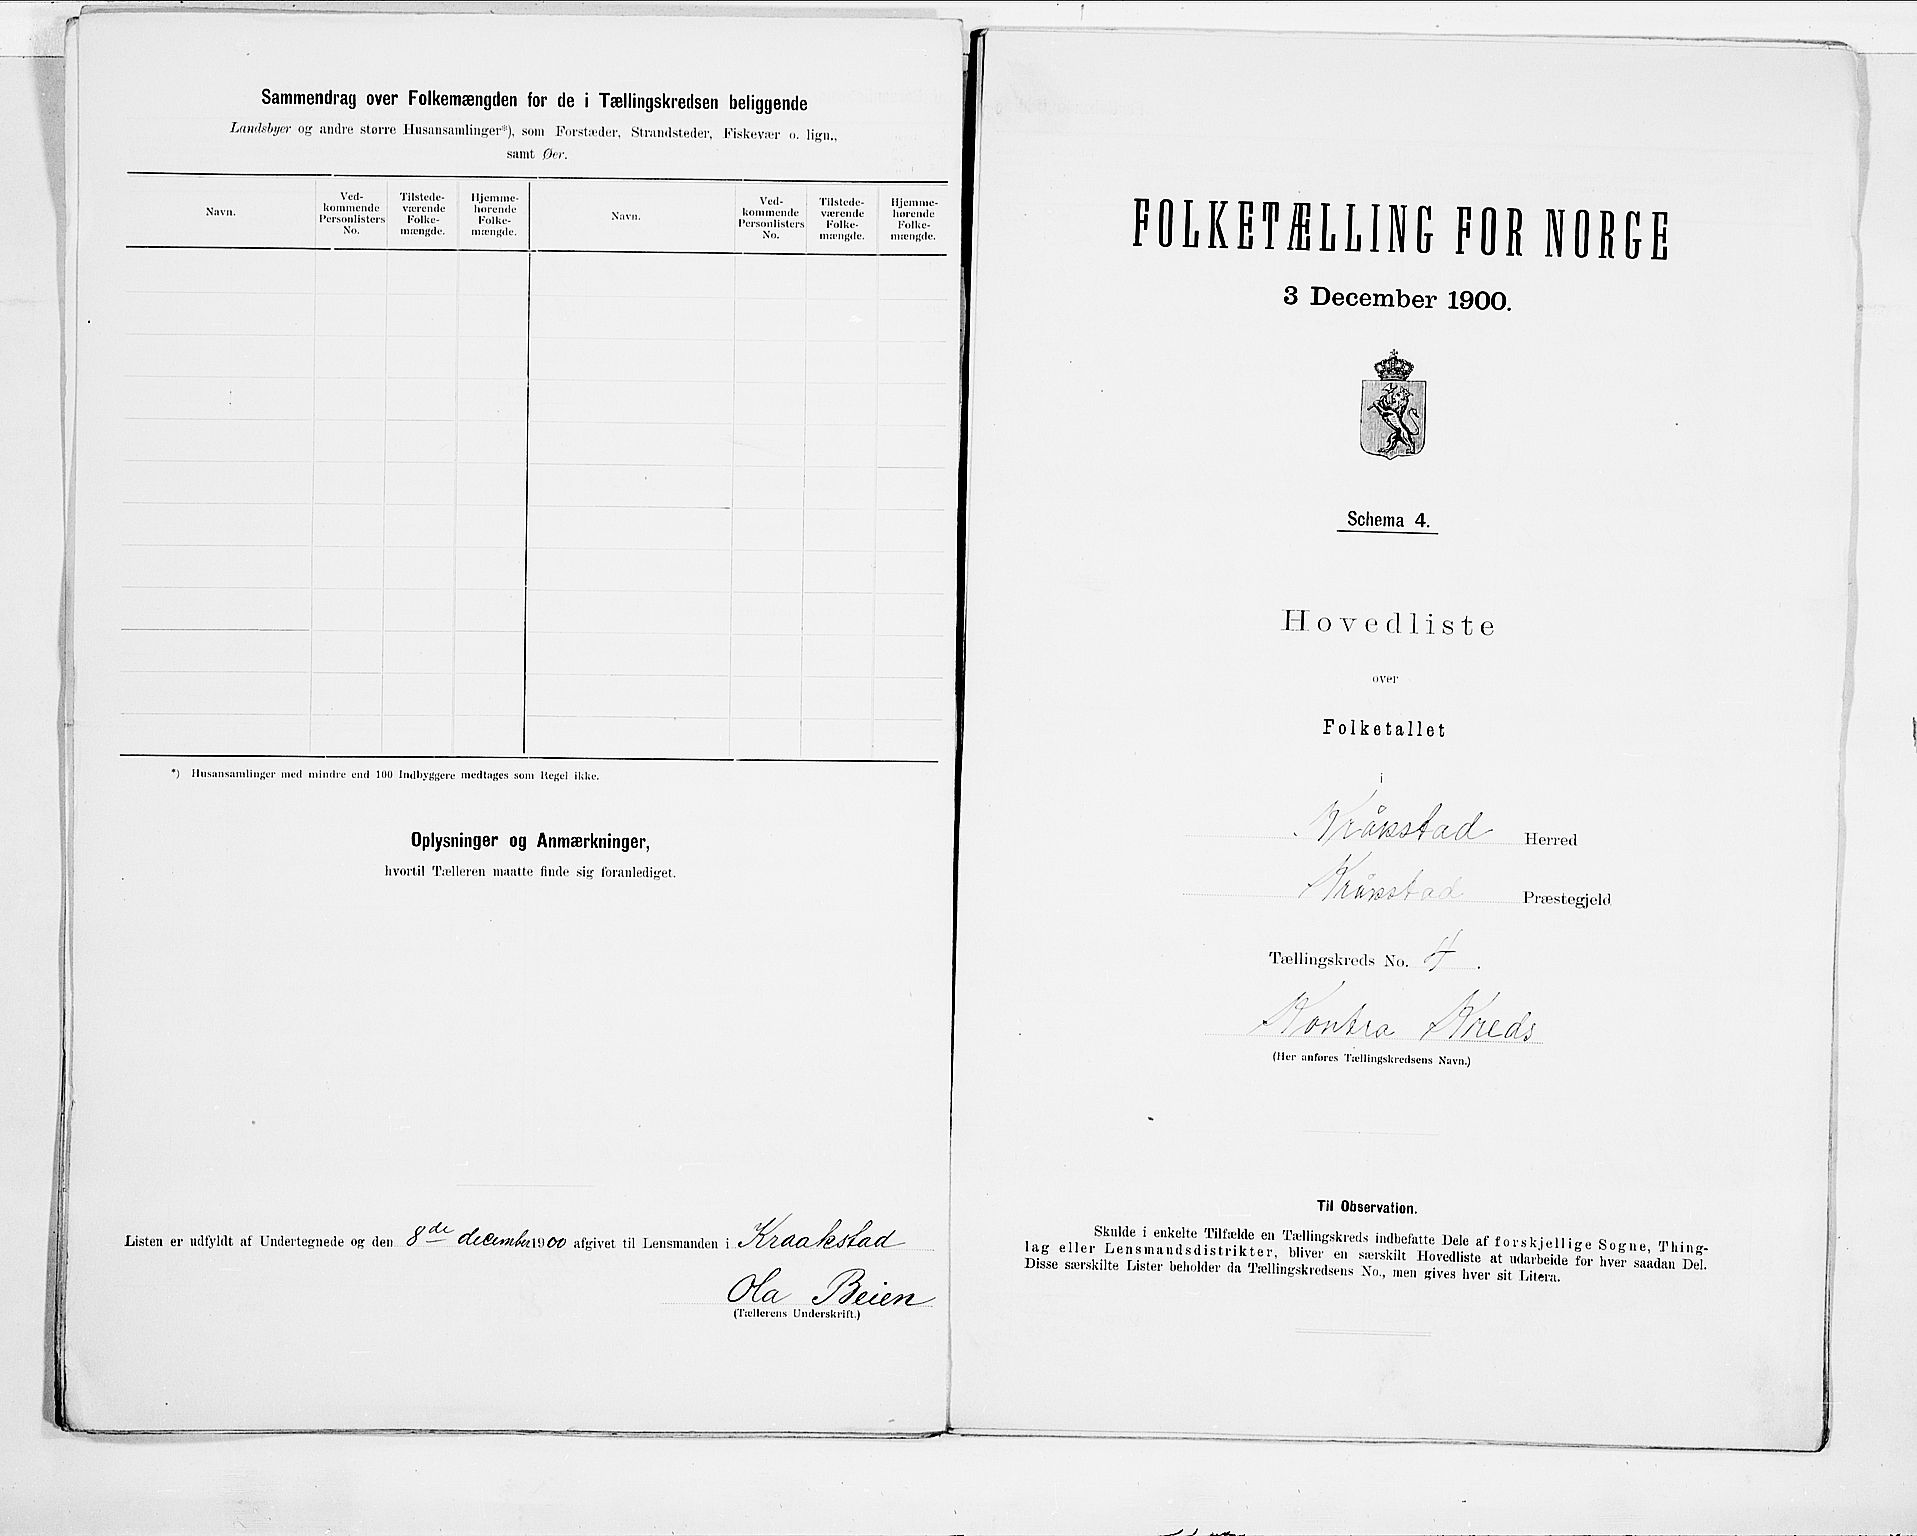 Sammendrag over Folkemængden for de i Tællingskredsen beliggende
Landsbyer og andre større Husansamlinger*), som Forstæder, Strandsteder, Fiskevær o. lign.,
samt Øer.
Navn.
Ved-
kommende
Personlisters
No.
Tilstede-
værende
Folke-
mængde.
Hjemme-
hørende
Folke-
mængde.
Navn.
Ved-
kommende
Personlisters
No.
Tilstede-
værende
Folke-
mængde.
Hjemme-
hørende
Folke-
mængde.
*) Husansamlinger med mindre end 100 Indbyggere medtages som Regel ikke.
Oplysninger og Anmærkninger,
hvortil Tælleren maatte finde sig foranlediget.
Listen er udfyldt af Undertegnede og den 8de december 1900 afgivet til Lensmanden i Kraakstad
Ola Beien
(Tællerens Underskrift.)
FOLKETÆLLING FOR NORGE
3 December 1900.
Schema 4.
Hovedliste
over
Folketallet
i
Kråkstad Herred
Kråkstad Præstegjeld
Tællingskreds No. 4.
Kontra Kreds
(Her anføres Tællingskredsens Navn.)
Til Observation.
Skulde i enkelte Tilfælde en Tællingskreds indbefatte Dele af forskjellige Sogne, Thing-
lag eller Lensmandsdistrikter, bliver en særskilt Hovedliste at udarbeide for hver saadan Del.
Disse særskilte Lister beholder da Tællingskredsens No., men gives hver sit Litera.